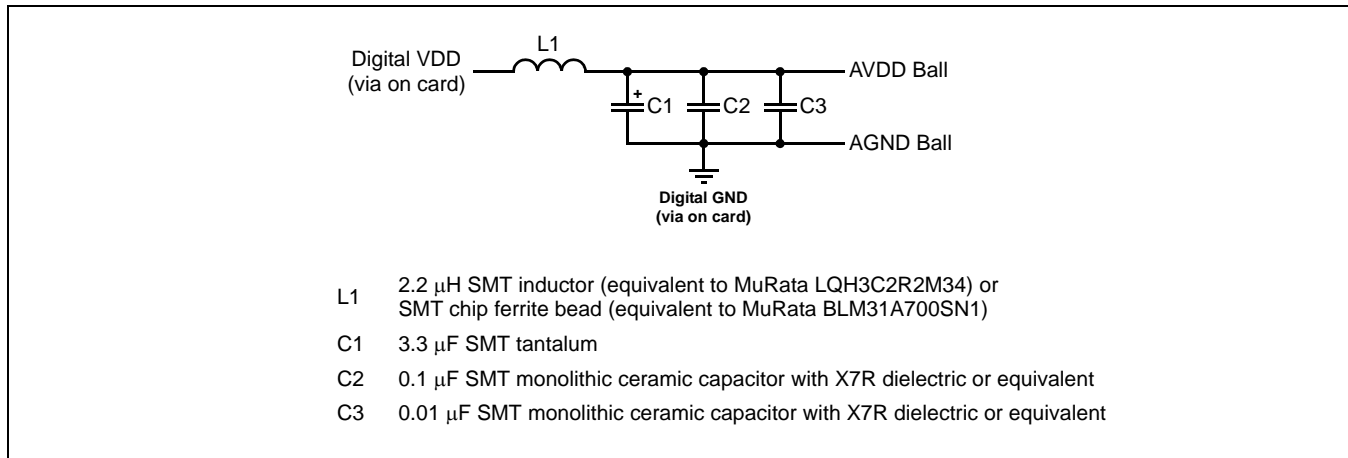 L1
Digital VDD
(via on card)
AVDD Ball
+
C1
C2
C3
AGND Ball
Digital GND
(via on card)
L1 2.2 μH SMT inductor (equivalent to MuRata LQH3C2R2M34) or
SMT chip ferrite bead (equivalent to MuRata BLM31A700SN1)
C1 3.3 μF SMT tantalum
C2 0.1 μF SMT monolithic ceramic capacitor with X7R dielectric or equivalent
C3 0.01 μF SMT monolithic ceramic capacitor with X7R dielectric or equivalent